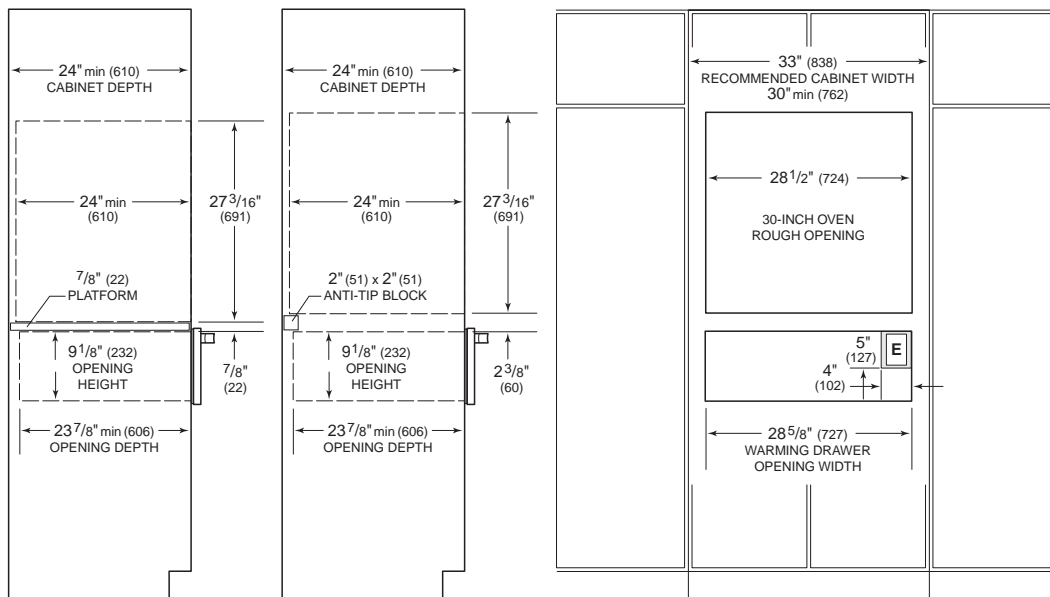 24" min (610)
CABINET DEPTH
24" min
(610)
27 3/16"
(691)
7/8" (22)
PLATFORM
9 1/8" (232)
OPENING
HEIGHT
7/8"
(22)
23 7/8" min (606)
OPENING DEPTH
24" min (610)
CABINET DEPTH
24" min
(610)
27 3/16"
(691)
2" (51) x 2" (51)
ANTI-TIP BLOCK
9 1/8" (232)
OPENING
HEIGHT
2 3/8"
(60)
23 7/8" min (606)
OPENING DEPTH
33" (838)
RECOMMENDED CABINET WIDTH
30" min (762)
28 1/2" (724)
30-INCH OVEN
ROUGH OPENING
5"
(127)
E
4"
(102)
28 5/8" (727)
WARMING DRAWER
OPENING WIDTH